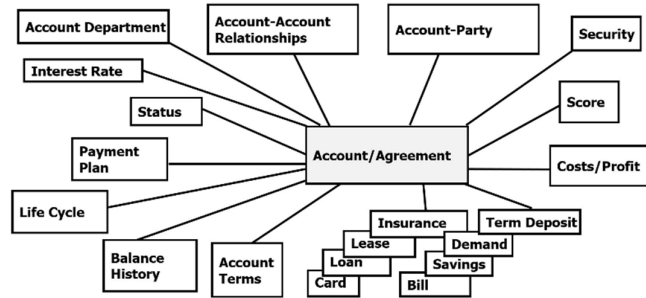 Account Department
Account-Account
Relationships
Account-Party
Security
Interest Rate
Status
Score
Payment
Plan
Account/Agreement
Costs/Profit
Life Cycle
Balance
History
Account
Terms
Insurance
Lease
Loan
Card
Term Deposit
Demand
Savings
Bill